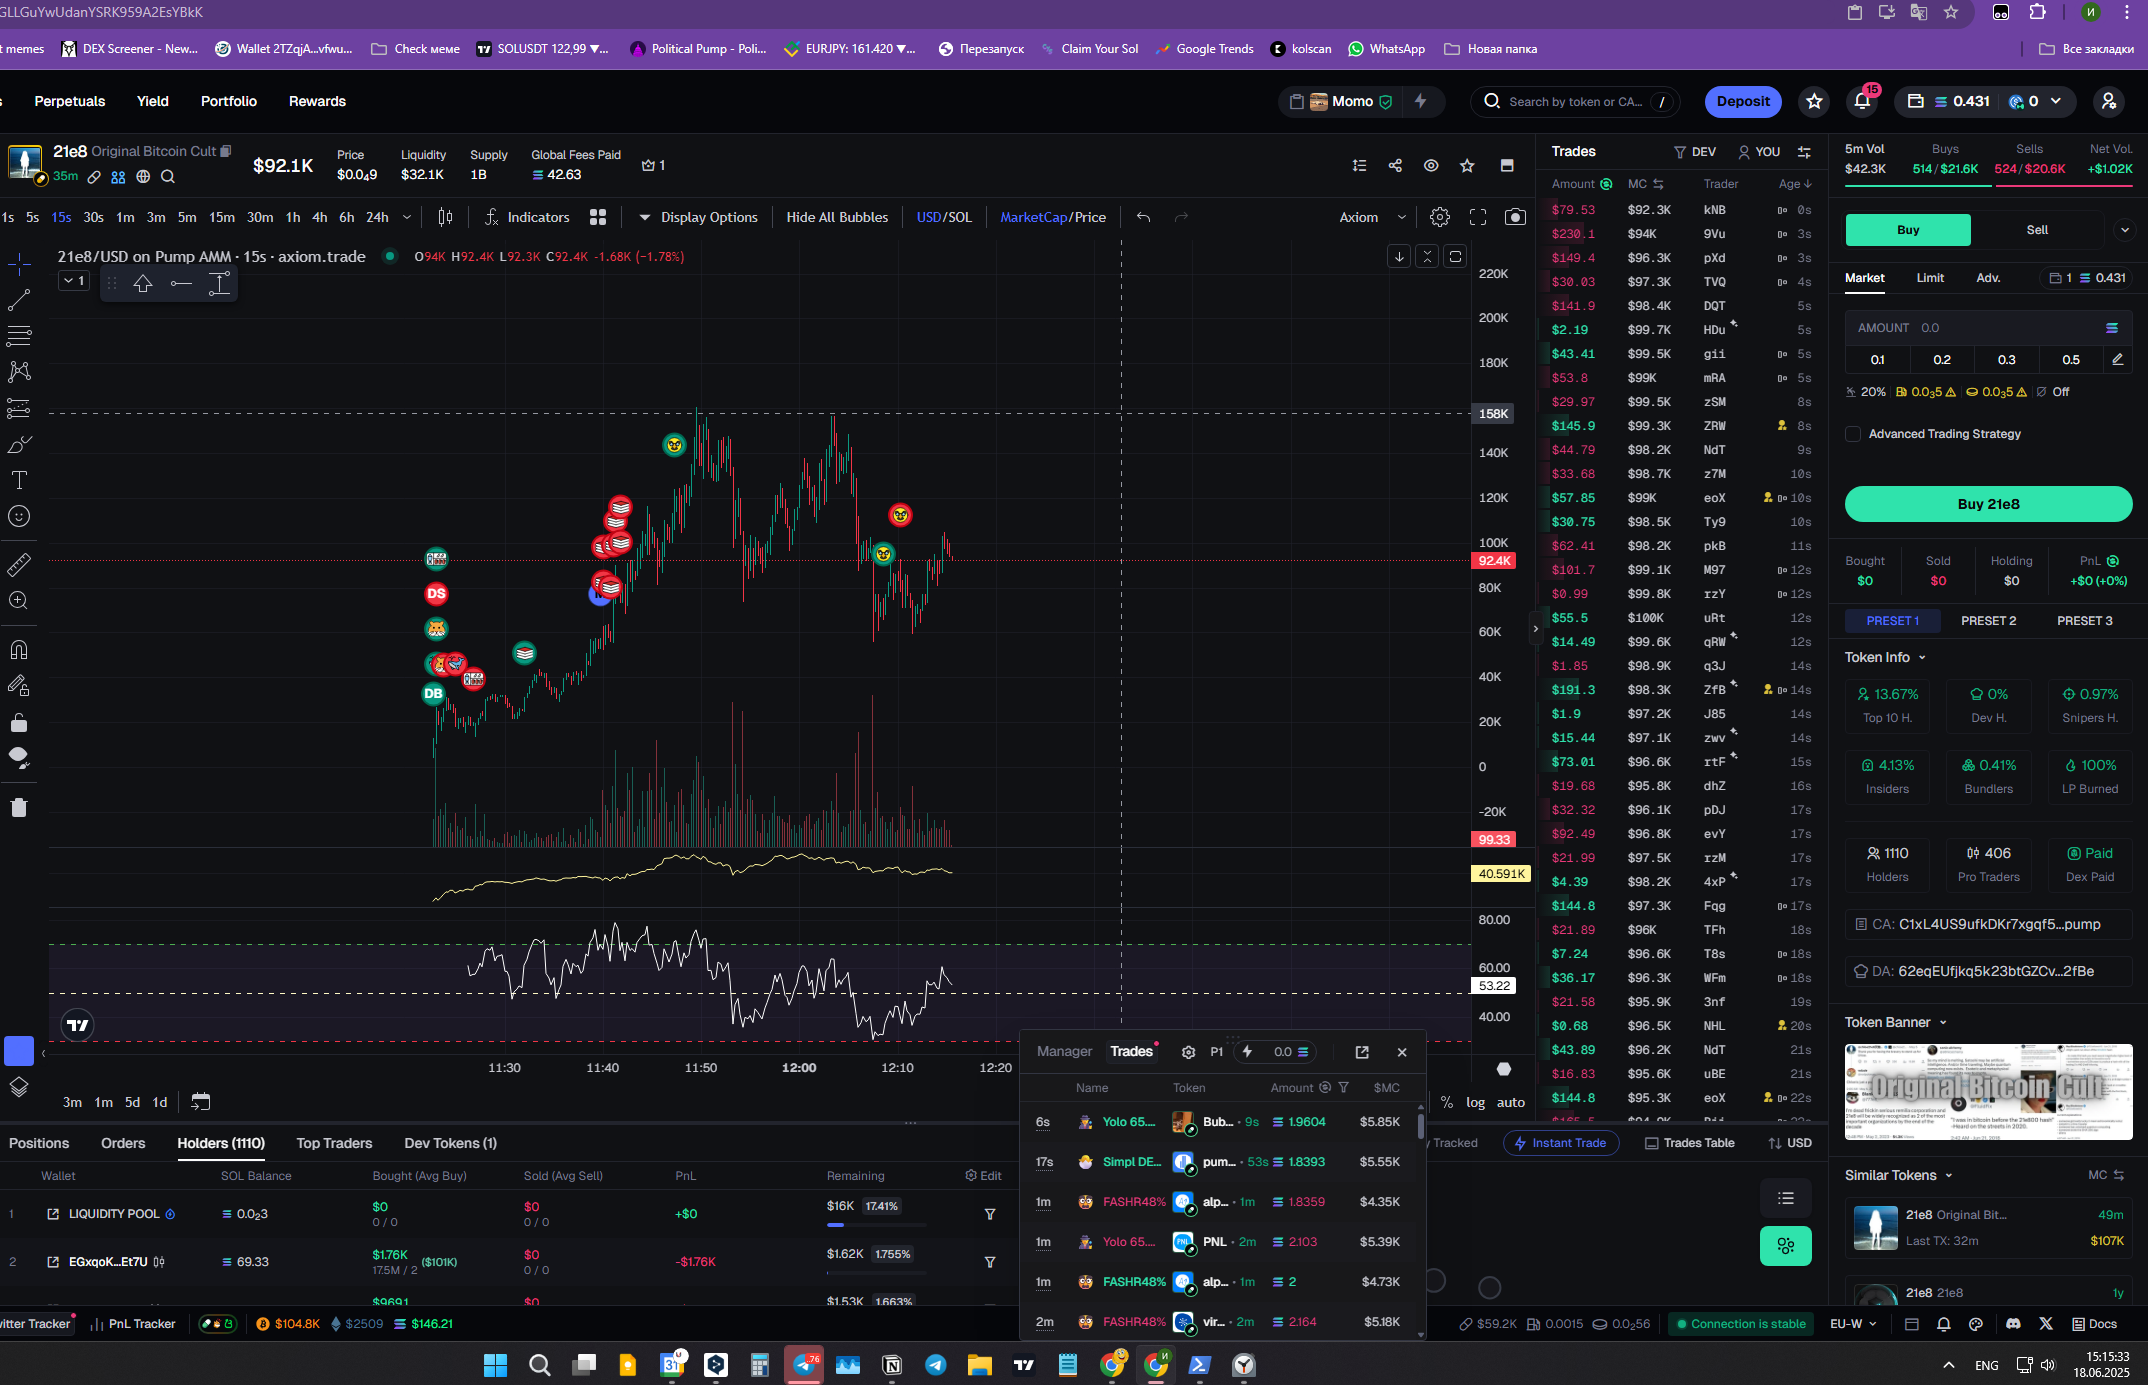 GLLGuYwUdanYSRK959A2EsYBkK
t memes DEX Screener - New... Wallet 2TZqjA...vfwu... Check меме SOLUSDT 122,99 ▼... Political Pump - Poli... EURJPY: 161.420 ▼... Перезапуск Claim Your Sol Google Trends kolscan WhatsApp Новая папка Все закладки
Perpetuals Yield Portfolio Rewards Momo Search by token or CA... / Deposit 15 0.431 0
21e8 Original Bitcoin Cult $92.1K Price Liquidity Supply Global Fees Paid 1
35m $0.0₄9 $32.1K 1B 42.63
1s 5s 15s 30s 1m 3m 5m 15m 30m 1h 4h 6h 24h Indicators Display Options Hide All Bubbles USD/SOL MarketCap/Price Axiom
21e8/USD on Pump AMM · 15s · axiom.trade O94K H92.4K L92.3K C92.4K -1.68K (-1.78%)
1
220K
200K
180K
158K
140K
120K
100K
92.4K
80K
60K
40K
20K
0
-20K
99.33
40.591K
80.00
60.00
53.22
40.00
DS
DB
11:30 11:40 11:50 12:00 12:10 12:20
3m 1m 5d 1d % log auto
Trades DEV YOU
Amount MC Trader Age
$79.53 $92.3K kNB 0s
$230.1 $94K 9Vu 3s
$149.4 $96.3K pXd 3s
$30.03 $97.3K TVQ 4s
$141.9 $98.4K DQT 5s
$2.19 $99.7K HDu 5s
$43.41 $99.5K gii 5s
$53.8 $99K mRA 5s
$29.97 $99.5K zSM 8s
$145.9 $99.3K ZRW 8s
$44.79 $98.2K NdT 9s
$33.68 $98.7K z7M 10s
$57.85 $99K eoX 10s
$30.75 $98.5K Ty9 10s
$62.41 $98.2K pkB 11s
$101.7 $99.1K M97 12s
$0.99 $99.8K rzY 12s
$55.5 $100K uRt 12s
$14.49 $99.6K qRW 12s
$1.85 $98.9K q3J 14s
$191.3 $98.3K ZfB 14s
$1.9 $97.2K J85 14s
$15.44 $97.1K zwv 14s
$73.01 $96.6K rtF 15s
$19.68 $95.8K dhZ 16s
$32.32 $96.1K pDJ 17s
$92.49 $96.8K evY 17s
$21.99 $97.5K rzM 17s
$4.39 $98.2K 4xP 17s
$144.8 $97.3K Fqg 17s
$21.89 $96K TFh 18s
$7.24 $96.6K T8s 18s
$36.17 $96.3K WFm 18s
$21.58 $95.9K 3nf 19s
$0.68 $96.5K NHL 20s
$43.89 $96.2K NdT 21s
$16.83 $95.6K uBE 21s
$144.8 $95.3K eoX 22s
5m Vol Buys Sells Net Vol.
$42.3K 514/$21.6K 524/$20.6K +$1.02K
Buy Sell
Market Limit Adv. 1 0.431
AMOUNT 0.0
0.1 0.2 0.3 0.5
20% 0.0₃5 0.0₃5 Off
Advanced Trading Strategy
Buy 21e8
Bought Sold Holding PnL
$0 $0 $0 +$0 (+0%)
PRESET 1 PRESET 2 PRESET 3
Token Info
13.67% 0% 0.97%
Top 10 H. Dev H. Snipers H.
4.13% 0.41% 100%
Insiders Bundlers LP Burned
1110 406 Paid
Holders Pro Traders Dex Paid
CA: C1xL4US9ufkDKr7xgqf5...pump
DA: 62eqEUfjkq5k23btGZCv...2fBe
Token Banner
Original Bitcoin Cult
Similar Tokens MC
21e8 Original Bit... 49m
Last TX: 32m $107K
21e8 21e8 1y
Positions Orders Holders (1110) Top Traders Dev Tokens (1) Tracked Instant Trade Trades Table USD
Wallet SOL Balance Bought (Avg Buy) Sold (Avg Sell) PnL Remaining Edit
1 LIQUIDITY POOL 0.0₂3 $0 0 / 0 $0 0 / 0 +$0 $16K 17.41%
2 EGxqoK...Et7U 69.33 $1.76K 17.5M / 2 ($101K) $0 0 / 0 -$1.76K $1.62K 1.755%
$9691 $0 $1.53K 1.663%
Manager Trades P1 0.0
Name Token Amount $MC
6s Yolo 65.... Bub... · 9s 1.9604 $5.85K
17s Simpl DE... pum... · 53s 1.8393 $5.55K
1m FASHR48% alp... · 1m 1.8359 $4.35K
1m Yolo 65.... PNL · 2m 2.103 $5.39K
1m FASHR48% alp... · 1m 2 $4.73K
2m FASHR48% vir... · 2m 2.164 $5.18K
itter Tracker PnL Tracker $104.8K $2509 $146.21 $59.2K 0.0015 0.0₂56 Connection is stable EU-W Docs
31 76 ENG 15:15:33
18.06.2025